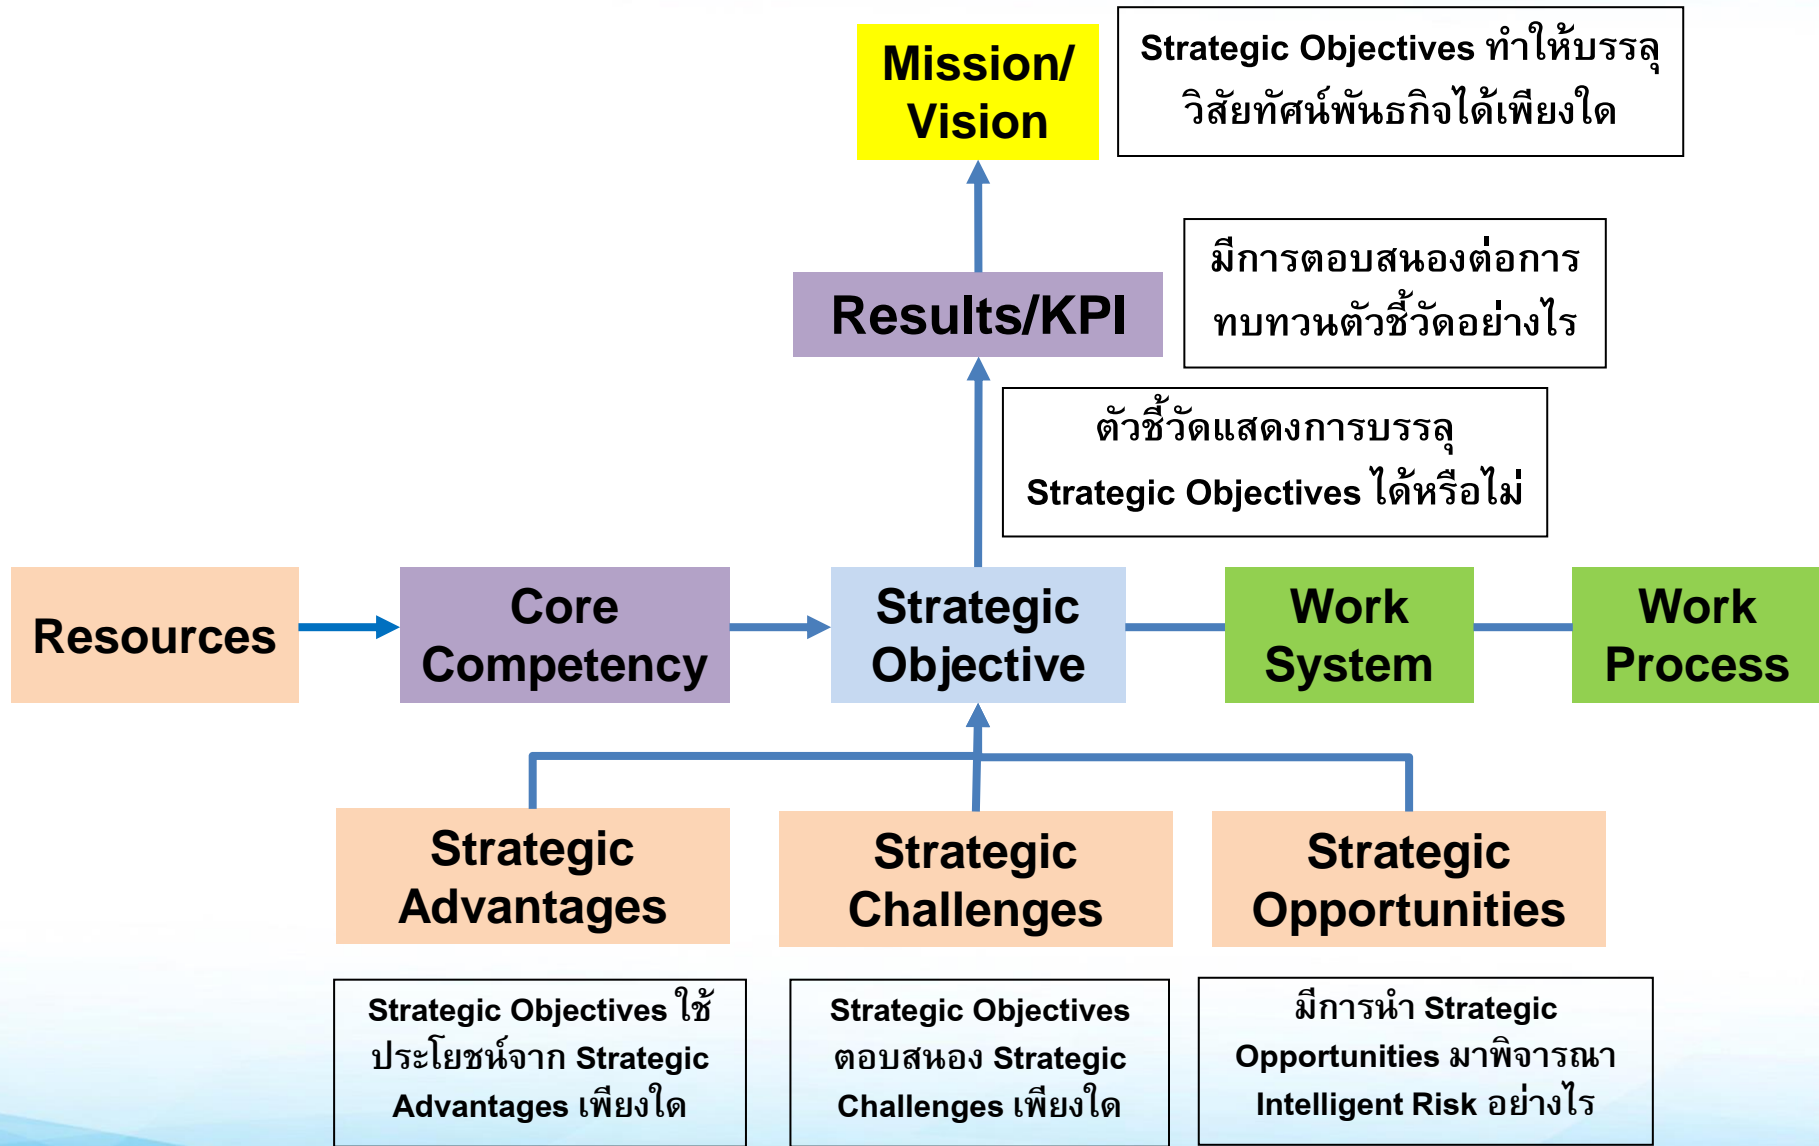 Mission/
Vision
Strategic Objectives ทำให้บรรลุ
วิสัยทัศน์พันธกิจได้เพียงใด
Results/KPI
มีการตอบสนองต่อการ
ทบทวนตัวชี้วัดอย่างไร
ตัวชี้วัดแสดงการบรรลุ
Strategic Objectives ได้หรือไม่
Resources
Core
Competency
Strategic
Objective
Work
System
Work
Process
Strategic
Advantages
Strategic
Challenges
Strategic
Opportunities
Strategic Objectives ใช้
ประโยชน์จาก Strategic
Advantages เพียงใด
Strategic Objectives
ตอบสนอง Strategic
Challenges เพียงใด
มีการนำ Strategic
Opportunities มาพิจารณา
Intelligent Risk อย่างไร